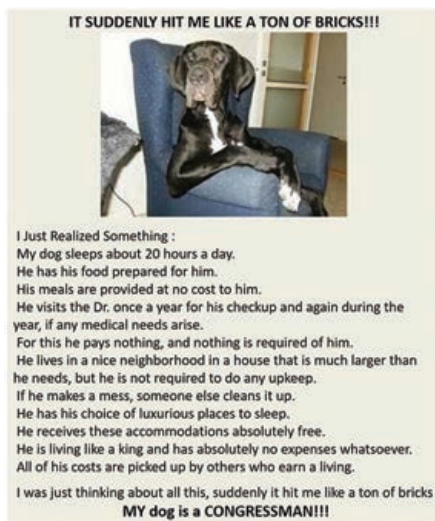 IT SUDDENLY HIT ME LIKE A TON OF BRICKS!!!
I Just Realized Something :
My dog sleeps about 20 hours a day.
He has his food prepared for him.
His meals are provided at no cost to him.
He visits the Dr. once a year for his checkup and again during the
year, if any medical needs arise.
For this he pays nothing, and nothing is required of him.
He lives in a nice neighborhood in a house that is much larger than
he needs, but he is not required to do any upkeep.
If he makes a mess, someone else cleans it up.
He has his choice of luxurious places to sleep.
He receives these accommodations absolutely free.
He is living like a king and has absolutely no expenses whatsoever.
All of his costs are picked up by others who earn a living.
I was just thinking about all this, suddenly it hit me like a ton of bricks
MY dog is a CONGRESSMAN!!!